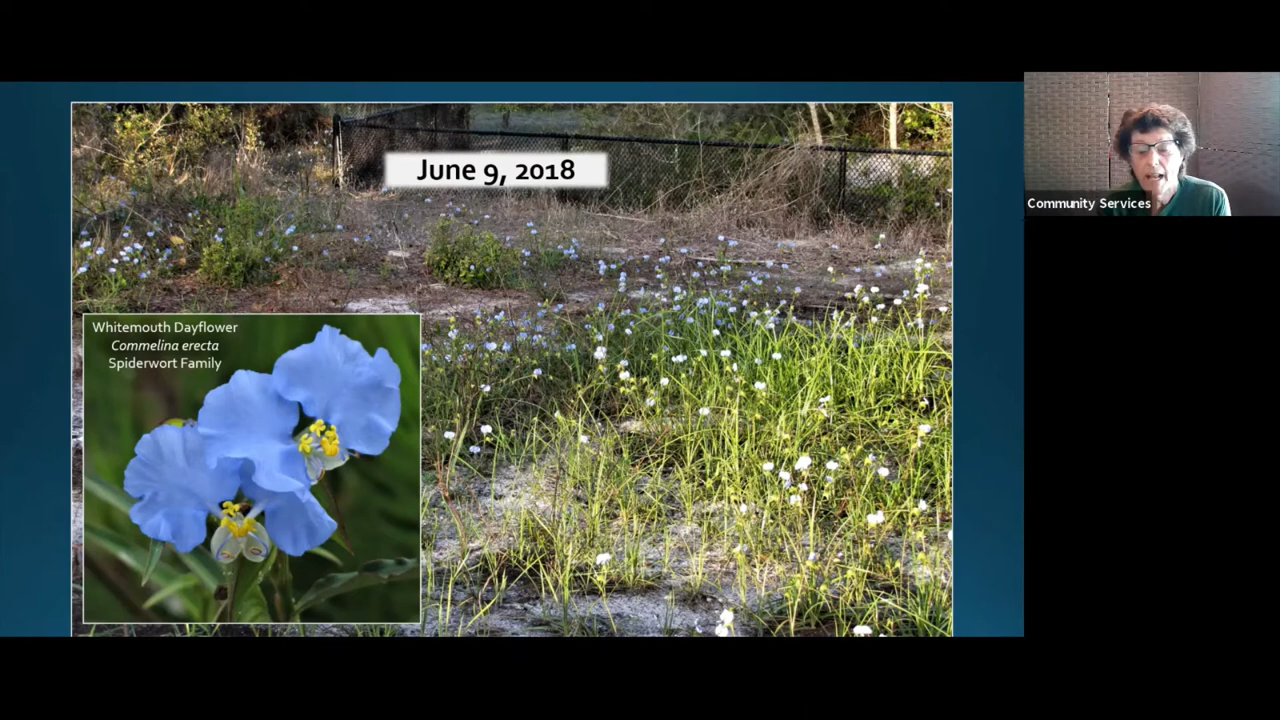 June 9, 2018
Community Services
Whitemouth Dayflower
Commelina erecta
Spiderwort Family